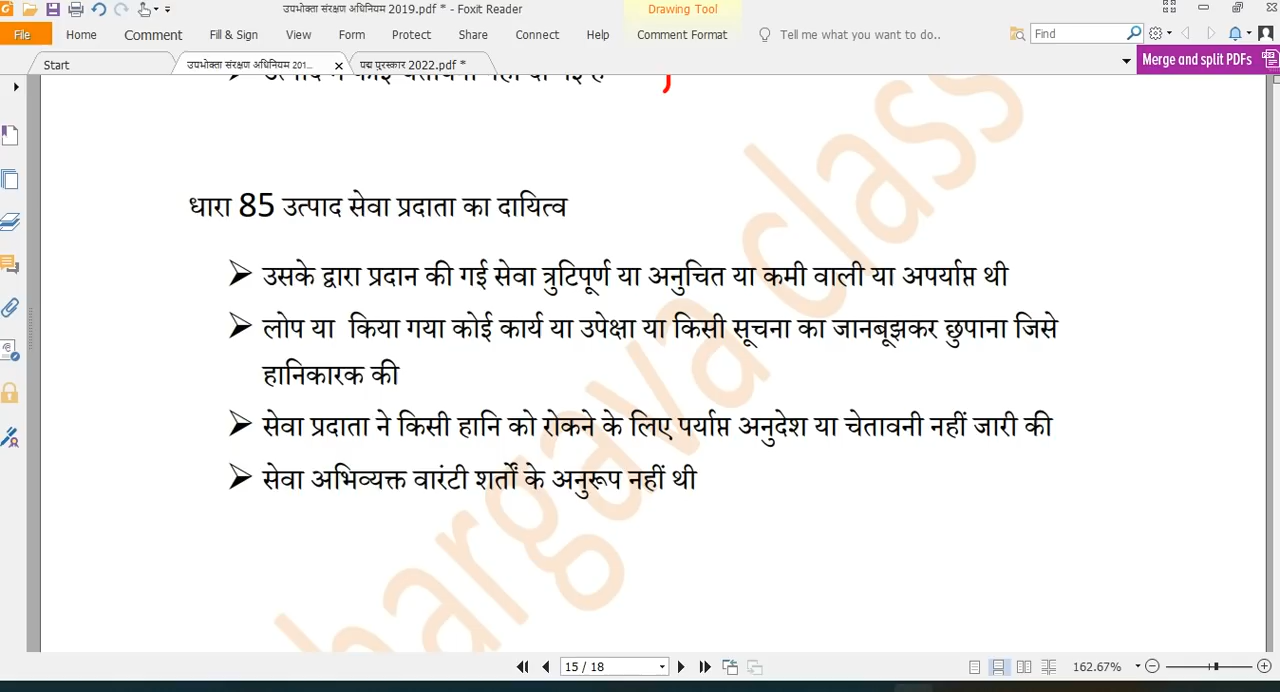 उपभोक्ता संरक्षण अधिनियम 2019.pdf * - Foxit Reader
Drawing Tool
File Home Comment Fill & Sign View Form Protect Share Connect Help Comment Format Tell me what you want to do.. Find
Start उपभोक्ता संरक्षण अधिनियम 201... पद्म पुरस्कार 2022.pdf * Merge and split PDFs
धारा 85 उत्पाद सेवा प्रदाता का दायित्व
उसके द्वारा प्रदान की गई सेवा त्रुटिपूर्ण या अनुचित या कमी वाली या अपर्याप्त थी
लोप या किया गया कोई कार्य या उपेक्षा या किसी सूचना का जानबूझकर छुपाना जिसे
हानिकारक की
सेवा प्रदाता ने किसी हानि को रोकने के लिए पर्याप्त अनुदेश या चेतावनी नहीं जारी की
सेवा अभिव्यक्त वारंटी शर्तों के अनुरूप नहीं थी
hargava class
15 / 18 162.67%